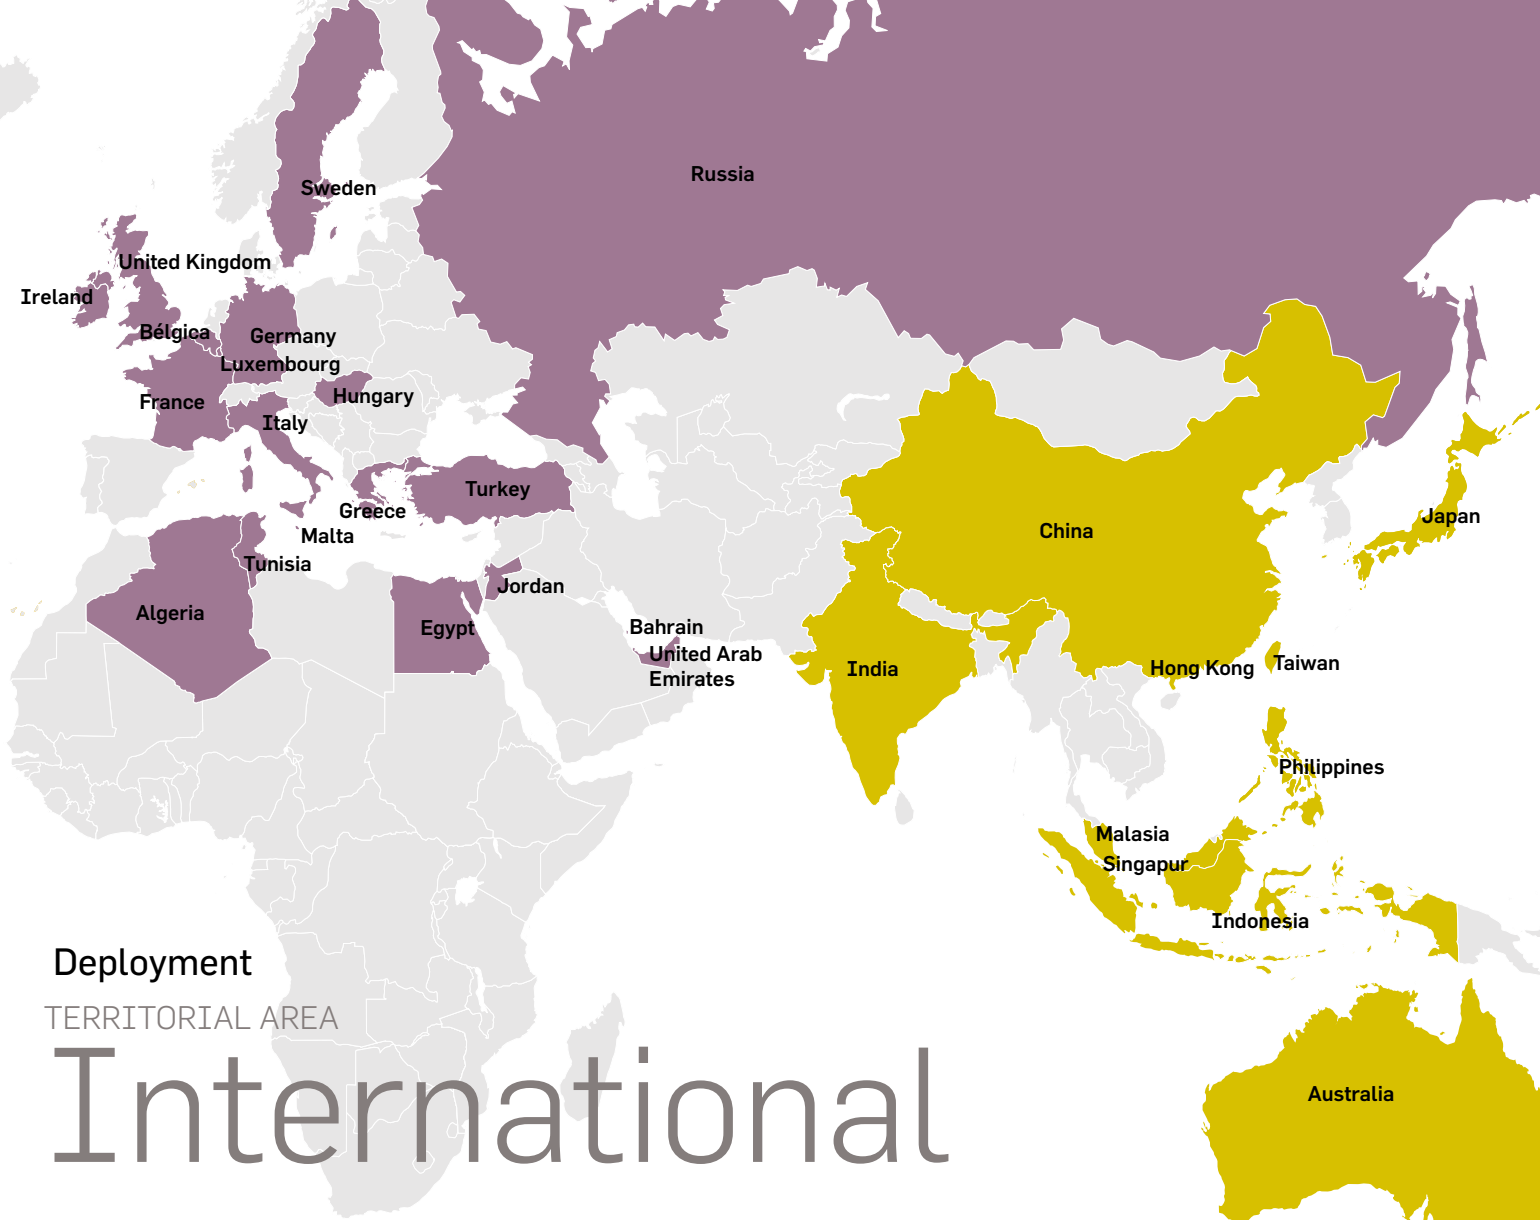 Russia
Sweden
United Kingdom
Ireland
Bélgica
Germany
Luxembourg
Hungary
France
Italy
Turkey
Greece
Malta
Tunisia
Jordan
Algeria
Egypt
Bahrain
United Arab
Emirates
China
Japan
India
Hong Kong
Taiwan
Philippines
Malasia
Singapur
Indonesia
Australia
Deployment
TERRITORIAL AREA
International